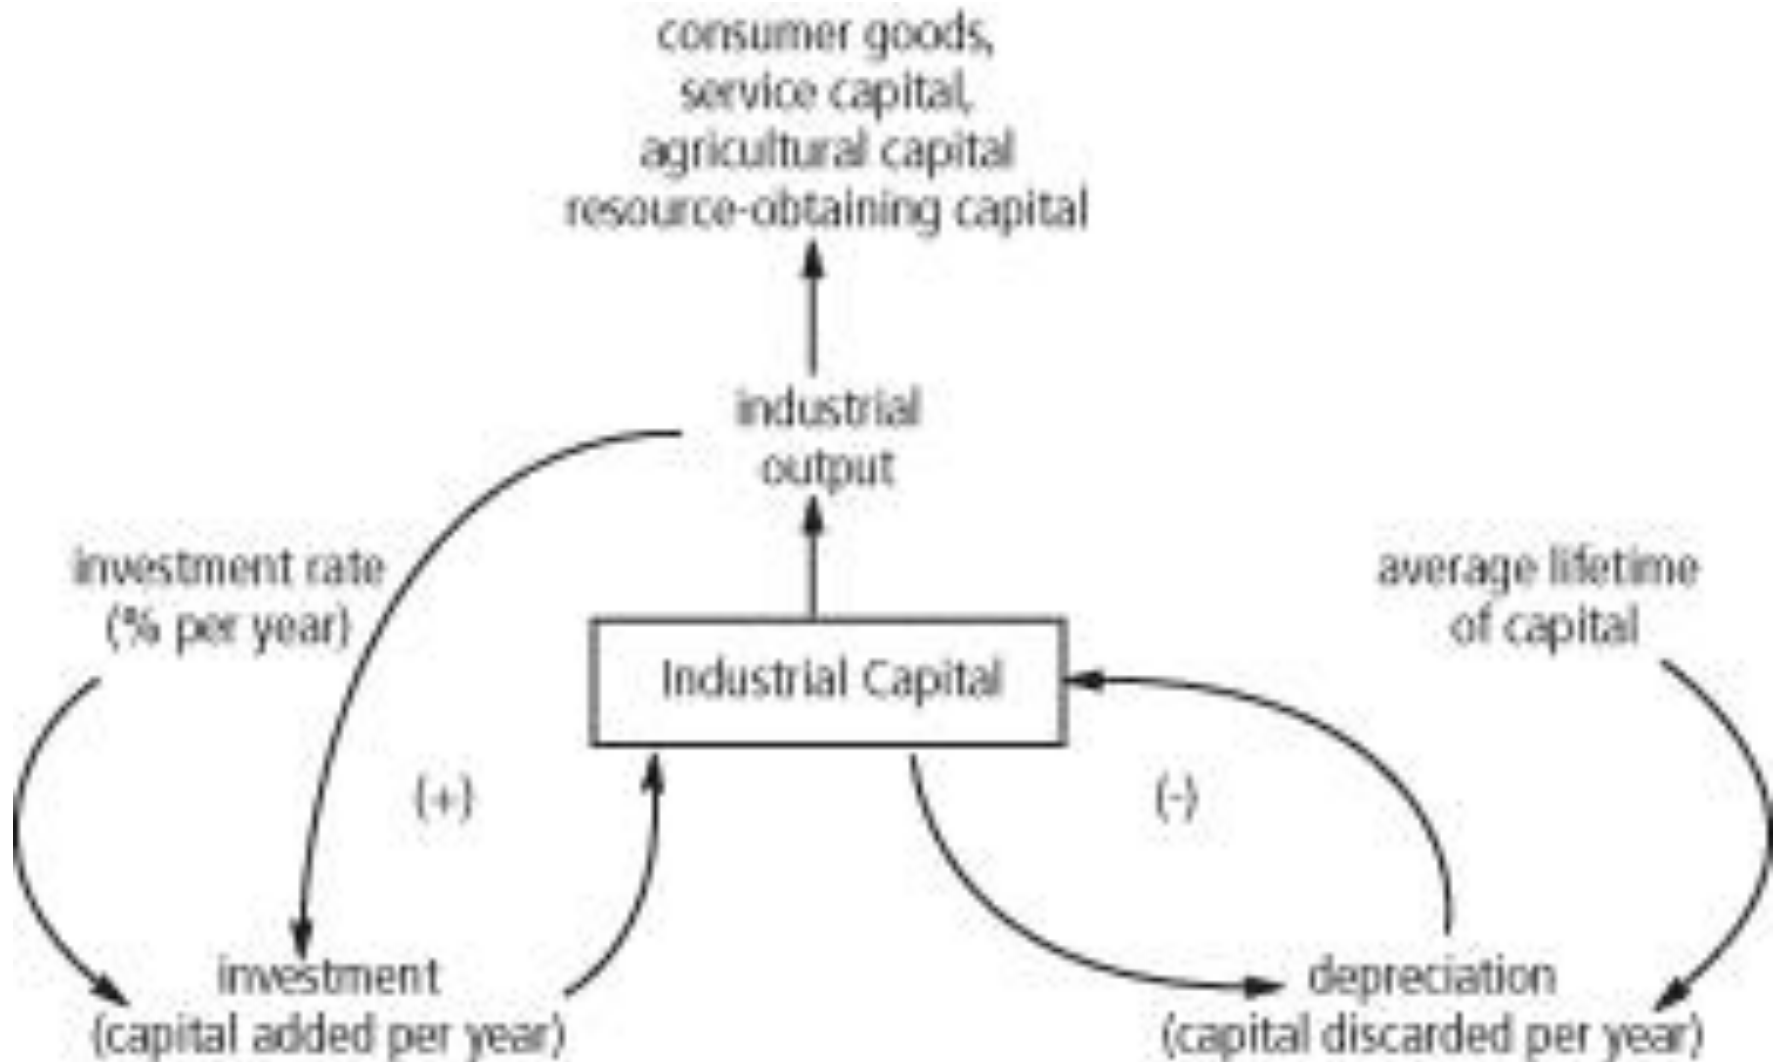 consumer goods,
service capital,
agricultural capital
resource-obtaining capital
industrial
output
investment rate
(% per year)
average lifetime
of capital
Industrial Capital
(+)
(-)
investment
(capital added per year)
depreciation
(capital discarded per year)